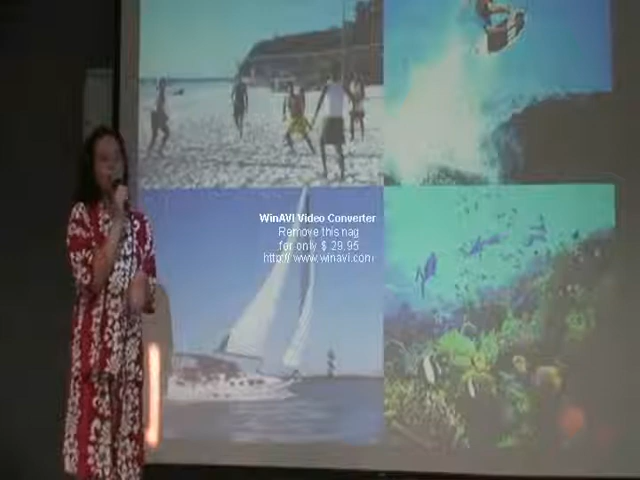 WinAVI Video Converter
Remove this nag
for only $ 29.95
http://www.winavi.com